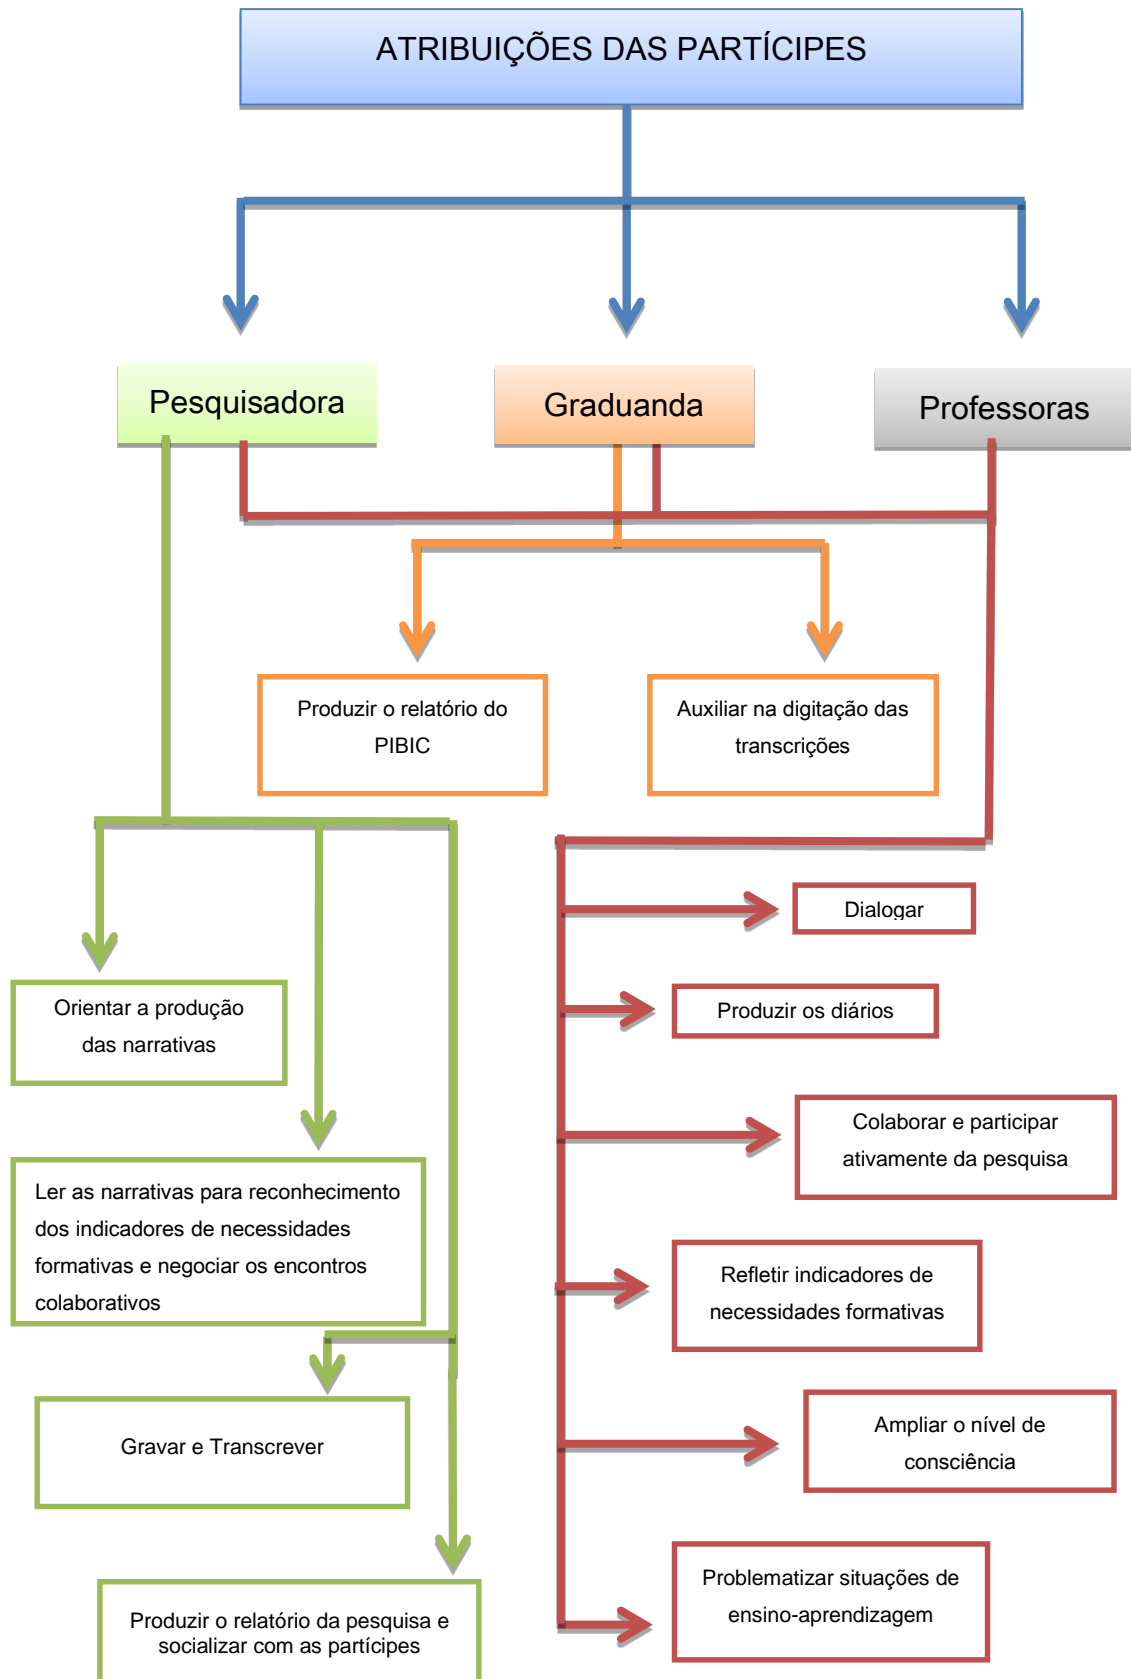 ATRIBUIÇÕES DAS PARTÍCIPES
Pesquisadora
Graduanda
Professoras
Produzir o relatório do
PIBIC
Auxiliar na digitação das
transcrições
Orientar a produção
das narrativas
Ler as narrativas para reconhecimento
dos indicadores de necessidades
formativas e negociar os encontros
colaborativos
Gravar e Transcrever
Produzir o relatório da pesquisa e
socializar com as partícipes
Dialogar
Produzir os diários
Colaborar e participar
ativamente da pesquisa
Refletir indicadores de
necessidades formativas
Ampliar o nível de
consciência
Problematizar situações de
ensino-aprendizagem